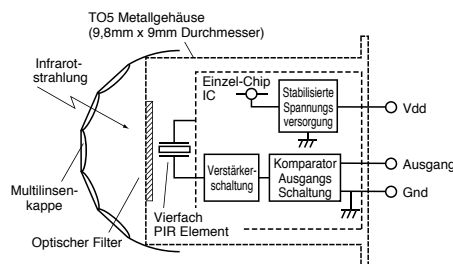 TO5 Metallgehäuse
(9,8mm x 9mm Durchmesser)
Infrarot-
strahlung
Einzel-Chip
IC
Stabilisierte
Spannungs
versorgung
Vdd
Verstärker-
schaltung
Komparator
Ausgangs
Schaltung
Ausgang
Gnd
Multilinsen-
kappe
Vierfach
PIR Element
Optischer Filter